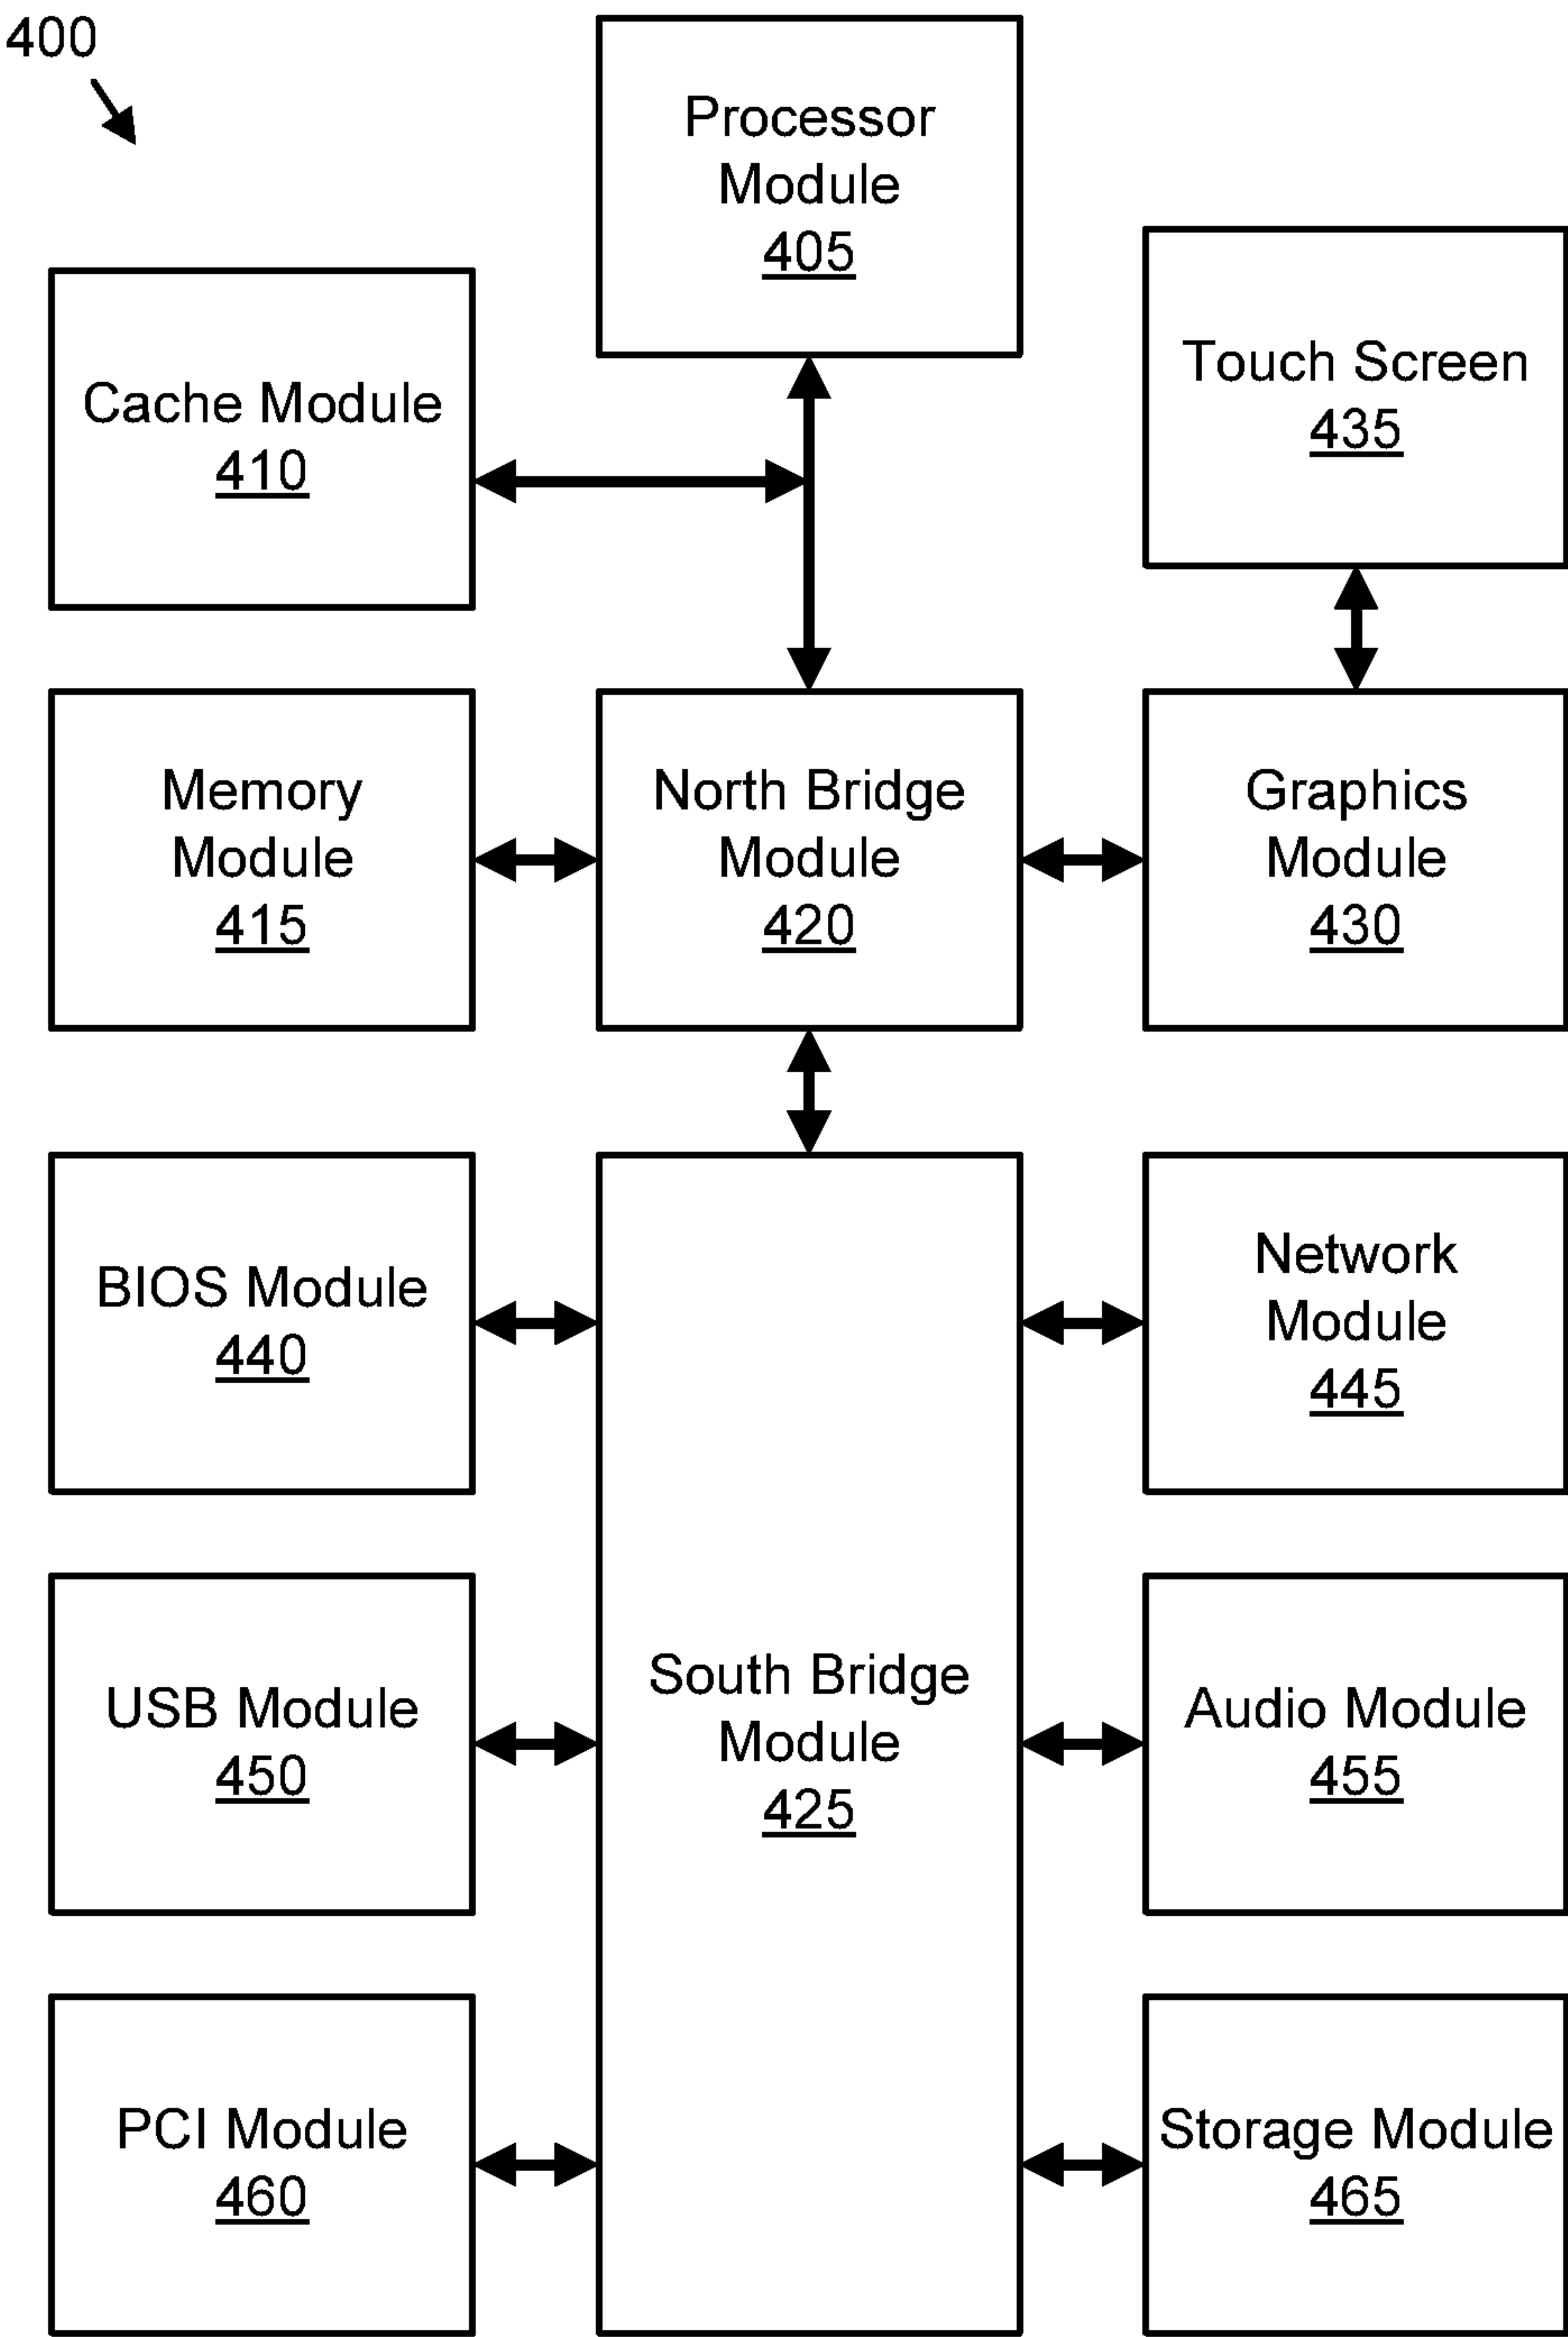 400
Processor
Module
405
Cache Module
410
Touch Screen
435
Memory
Module
415
North Bridge
Module
420
Graphics
Module
430
BIOS Module
440
Network
Module
445
USB Module
450
South Bridge
Module
425
Audio Module
455
PCI Module
460
Storage Module
465